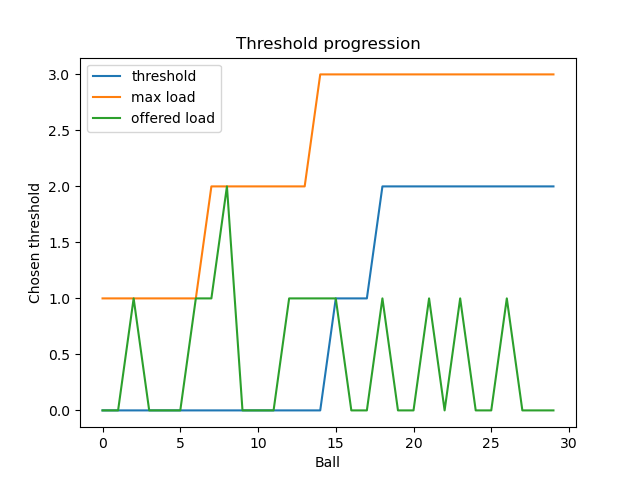 Threshold progression
threshold
max load
offered load
3.0
2.5
2.0
1.5
1.0
0.5
0.0
Chosen threshold
0 5 10 15 20 25 30
Ball